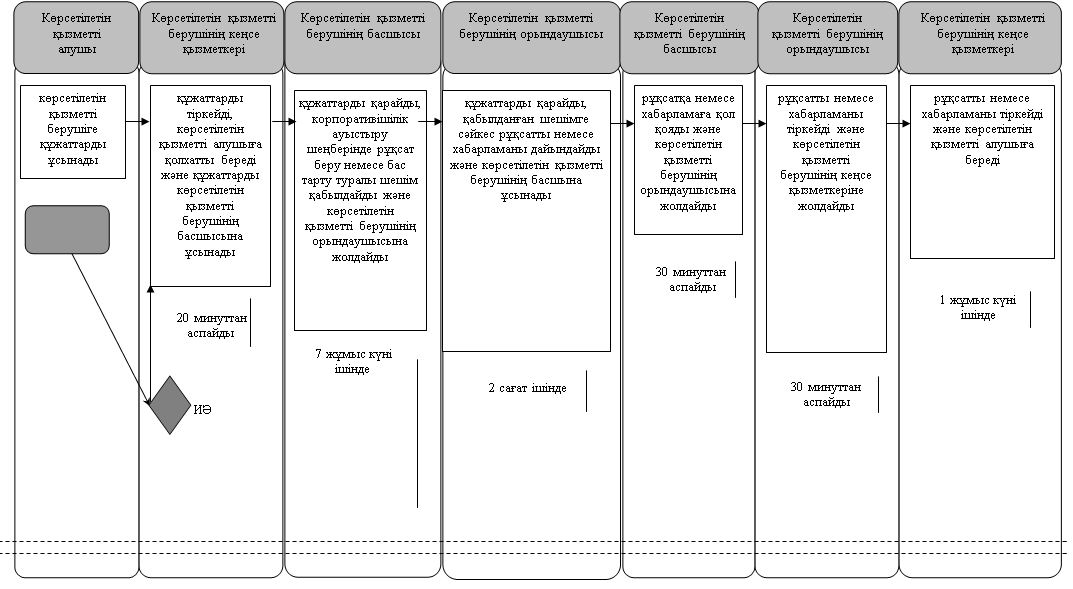 Көрсетілетін
қызметті
алушы
Көрсетілетін қызметті
берушінің кеңсе
қызметкері
Көрсетілетін қызметті
берушінің басшысы
Көрсетілетін қызметті
берушінің орындаушысы
Көрсетілетін
қызметті берушінің
басшысы
Көрсетілетін
қызметті берушінің
орындаушысы
Көрсетілетін қызметті
берушінің кеңсе
қызметкері
көрсетілетін
қызметті
берушіге
құжаттарды
ұсынады
құжаттарды
тіркейді,
көрсетілетін
қызметті алушыға
қолхатты береді
және құжаттарды
көрсетілетін
қызметті
берушінің
басшысына
ұсынады
20 минуттан
аспайды
ИӘ
құжаттарды қарайды,
корпоративішілік
ауыстыру
шеңберінде рұқсат
беру немесе бас
тарту туралы шешім
қабылдайды және
көрсетілетін
қызметті берушінің
орындаушысына
жолдайды
7 жұмыс күні
ішінде
құжаттарды қарайды,
қабылданған шешімге
сәйкес рұқсатты немесе
хабарламаны дайындайды
және көрсетілетін қызметті
берушінің басшына
ұсынады
2 сағат ішінде
рұқсатқа немесе
хабарламаға қол
қояды және
көрсетілетін
қызметті
берушінің
орындаушысына
жолдайды
30 минуттан
аспайды
рұқсатты немесе
хабарламаны
тіркейді және
көрсетілетін
қызметті
берушінің кеңсе
қызметкеріне
жолдайды
30 минуттан
аспайды
рұқсатты немесе
хабарламаны тіркейді
және көрсетілетін
қызметті алушыға
береді
1 жұмыс күні
ішінде